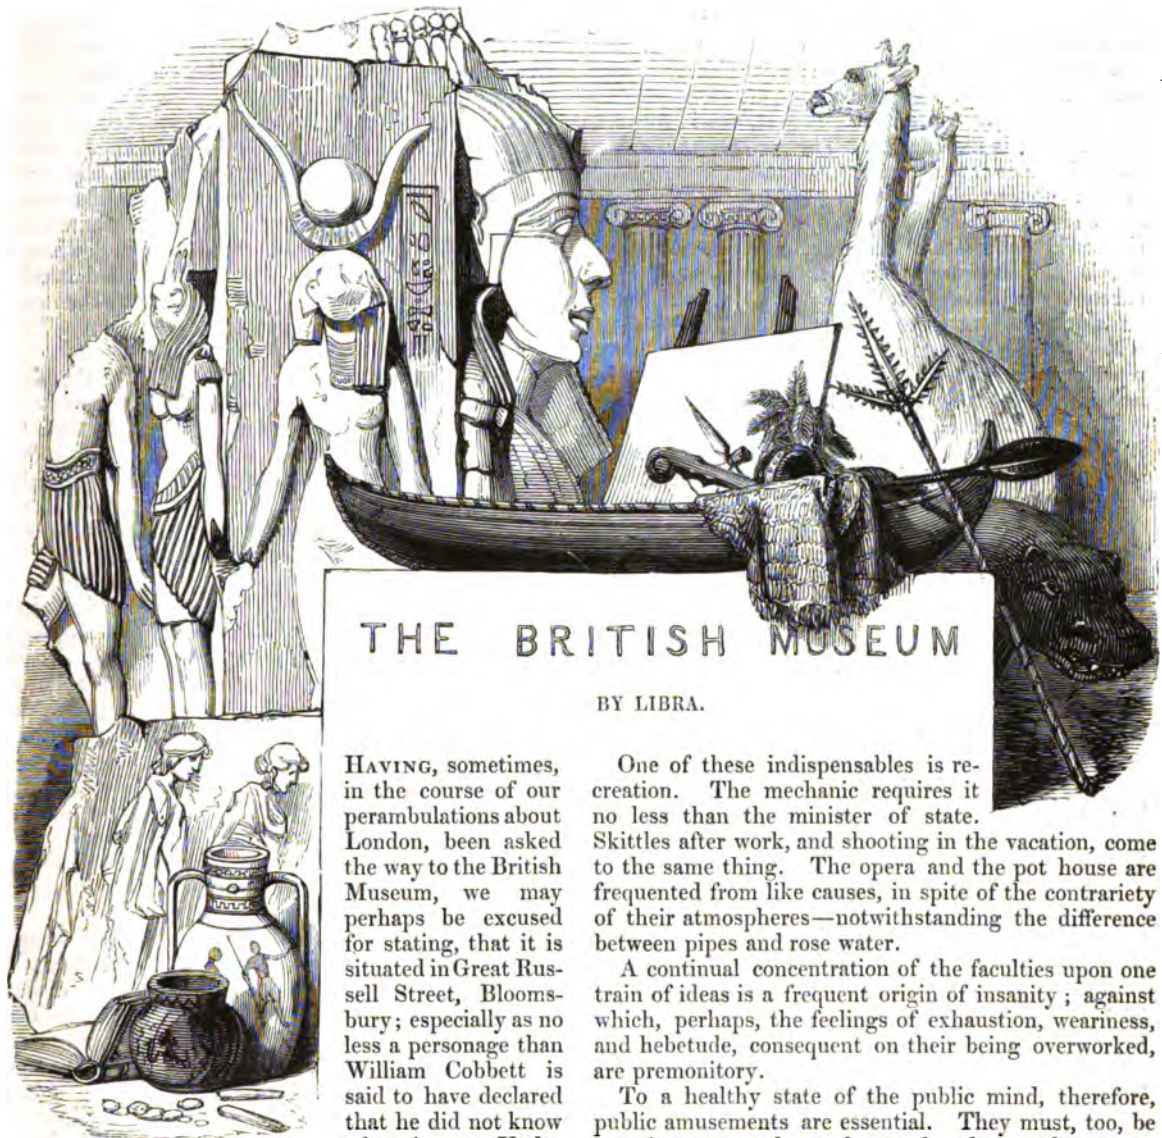 THE BRITISH MUSEUM
BY LIBRA.
HAVING, sometimes,
in the course of our
perambulations about
London, been asked
the way to the British
Museum, we may
perhaps be excused
for stating, that it is
situated in Great Rus-
sell Street, Blooms-
bury; especially as no
less a personage than
William Cobbett is
said to have declared
that he did not know
One of these indispensables is re-
creation. The mechanic requires it
no less than the minister of state.
Skittles after work, and shooting in the vacation, come
to the same thing. The opera and the pot house are
frequented from like causes, in spite of the contrariety
of their atmospheres—notwithstanding the difference
between pipes and rose water.
A continual concentration of the faculties upon one
train of ideas is a frequent origin of insanity; against
which, perhaps, the feelings of exhaustion, weariness,
and hebetude, consequent on their being overworked,
are premonitory.
To a healthy state of the public mind, therefore,
public amusements are essential. They must, too, be